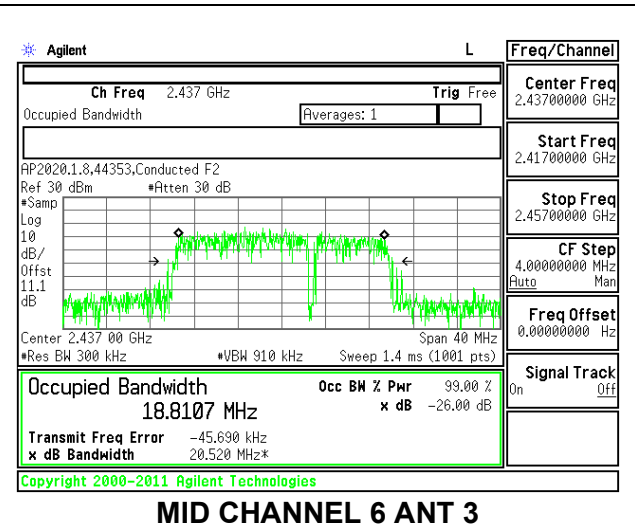 Agilent L Freq/Channel
Ch Freq 2.437 GHz Trig Free
Occupied Bandwidth Averages: 1
AP2020.1.8,44353,Conducted F2
Ref 30 dBm #Atten 30 dB
#Samp
Log
10
dB/
Offst
11.1
dB
Center 2.437 00 GHz Span 40 MHz
#Res BW 300 kHz #VBW 910 kHz Sweep 1.4 ms (1001 pts)
Occupied Bandwidth Occ BW % Pwr 99.00 %
18.8107 MHz x dB -26.00 dB
Transmit Freq Error -45.690 kHz
x dB Bandwidth 20.520 MHz*
Copyright 2000-2011 Agilent Technologies
Center Freq
2.43700000 GHz
Start Freq
2.41700000 GHz
Stop Freq
2.45700000 GHz
CF Step
4.00000000 MHz
Auto Man
Freq Offset
0.00000000 Hz
Signal Track
On Off
MID CHANNEL 6 ANT 3